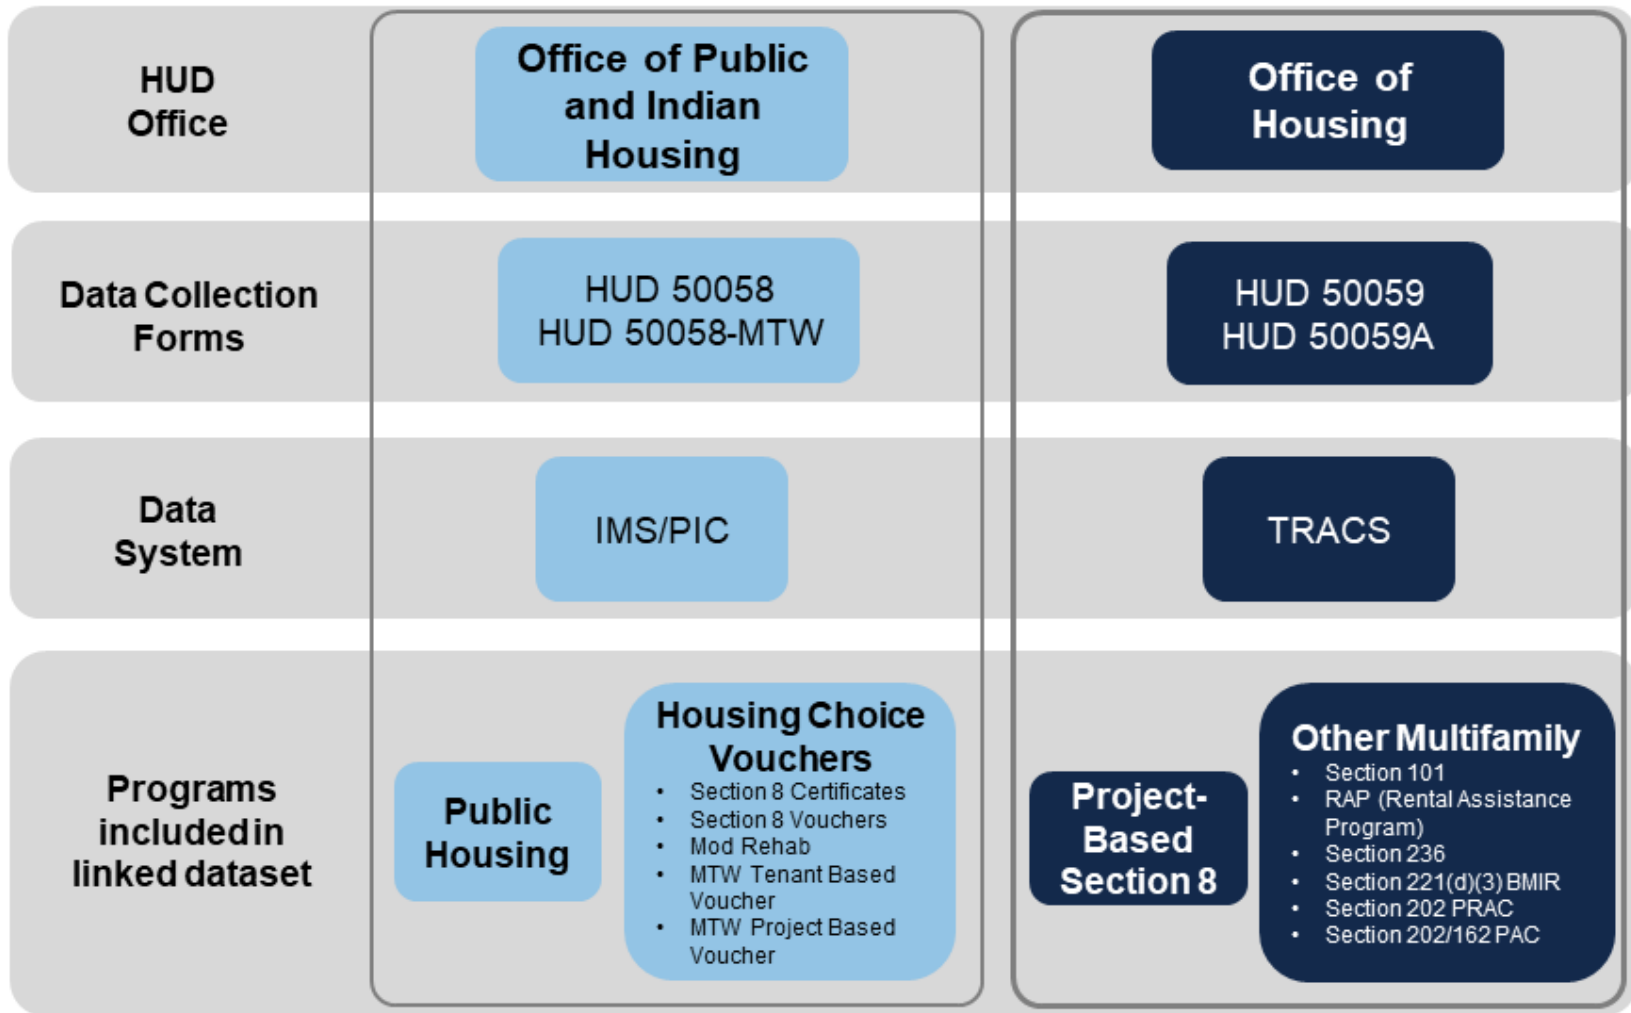 HUD
Office
Office of Public
and Indian
Housing
Office of
Housing
Data Collection
Forms
HUD 50058
HUD 50058-MTW
HUD 50059
HUD 50059A
Data
System
IMS/PIC
TRACS
Programs
included in
linked dataset
Public
Housing
Housing Choice
Vouchers
• Section 8 Certificates
• Section 8 Vouchers
• Mod Rehab
• MTW Tenant Based
Voucher
• MTW Project Based
Voucher
Project-
Based
Section 8
Other Multifamily
• Section 101
• RAP (Rental Assistance
Program)
• Section 236
• Section 221(d)(3) BMIR
• Section 202 PRAC
• Section 202/162 PAC